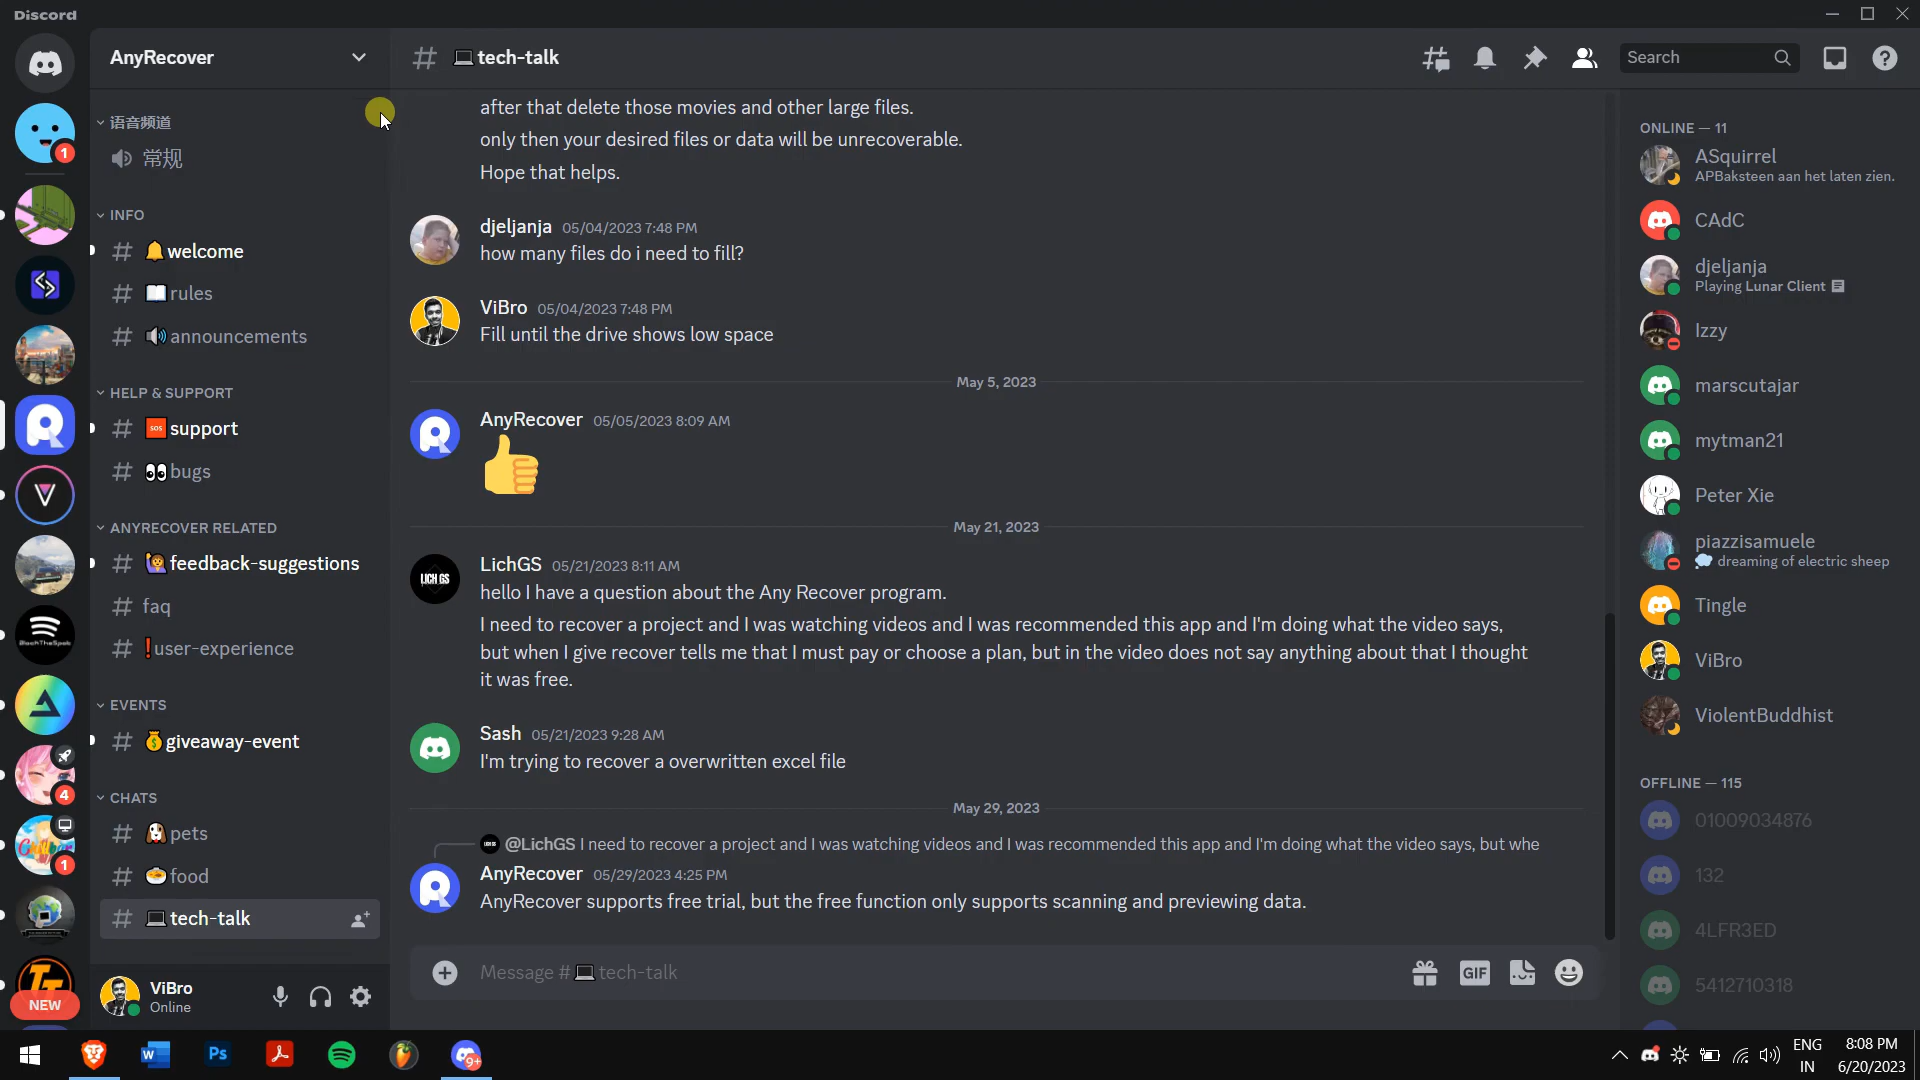 Discord
AnyRecover
语音频道
常规
INFO
welcome
rules
announcements
HELP & SUPPORT
SOS support
bugs
ANYRECOVER RELATED
feedback-suggestions
faq
user-experience
EVENTS
giveaway-event
CHATS
pets
food
tech-talk
ViBro
Online
1
4
1
NEW
tech-talk
Search
after that delete those movies and other large files.
only then your desired files or data will be unrecoverable.
Hope that helps.
djeljanja 05/04/2023 7:48 PM
how many files do i need to fill?
ViBro 05/04/2023 7:48 PM
Fill until the drive shows low space
May 5, 2023
AnyRecover 05/05/2023 8:09 AM
May 21, 2023
LICH GS
LichGS 05/21/2023 8:11 AM
hello I have a question about the Any Recover program.
I need to recover a project and I was watching videos and I was recommended this app and I'm doing what the video says,
but when I give recover tells me that I must pay or choose a plan, but in the video does not say anything about that I thought
it was free.
Sash 05/21/2023 9:28 AM
I'm trying to recover a overwritten excel file
May 29, 2023
@LichGS I need to recover a project and I was watching videos and I was recommended this app and I'm doing what the video says, but whe
AnyRecover 05/29/2023 4:25 PM
AnyRecover supports free trial, but the free function only supports scanning and previewing data.
Message # tech-talk
GIF
ONLINE — 11
ASquirrel
APBaksteen aan het laten zien.
CAdC
djeljanja
Playing Lunar Client
Izzy
marscutajar
mytman21
Peter Xie
piazzisamuele
dreaming of electric sheep
Tingle
ViBro
ViolentBuddhist
OFFLINE — 115
01009034876
132
4LFR3ED
5412710318
Ps
9+
ENG
IN
8:08 PM
6/20/2023